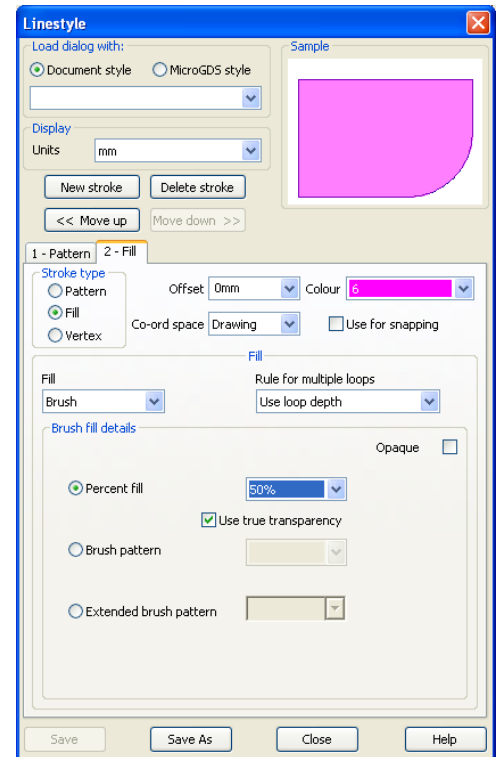 Linestyle
Load dialog with:
Document style MicroGDS style
Sample
Display
Units mm
New stroke Delete stroke
<< Move up Move down >>
1 - Pattern 2 - Fill
Stroke type
Pattern
Fill
Vertex
Offset 0mm Colour 6
Co-ord space Drawing Use for snapping
Fill
Fill Rule for multiple loops
Brush Use loop depth
Brush fill details
Opaque
Percent fill 50%
Use true transparency
Brush pattern
Extended brush pattern
Save Save As Close Help